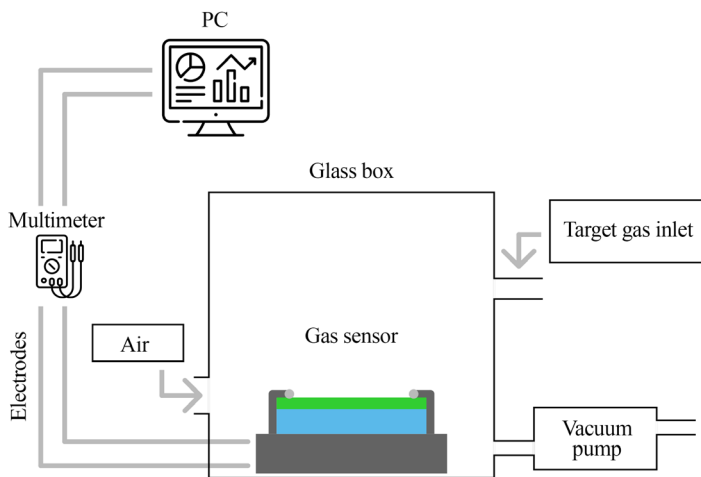 PC
Glass box
Multimeter
Target gas inlet
Gas sensor
Air
Electrodes
Vacuum
pump